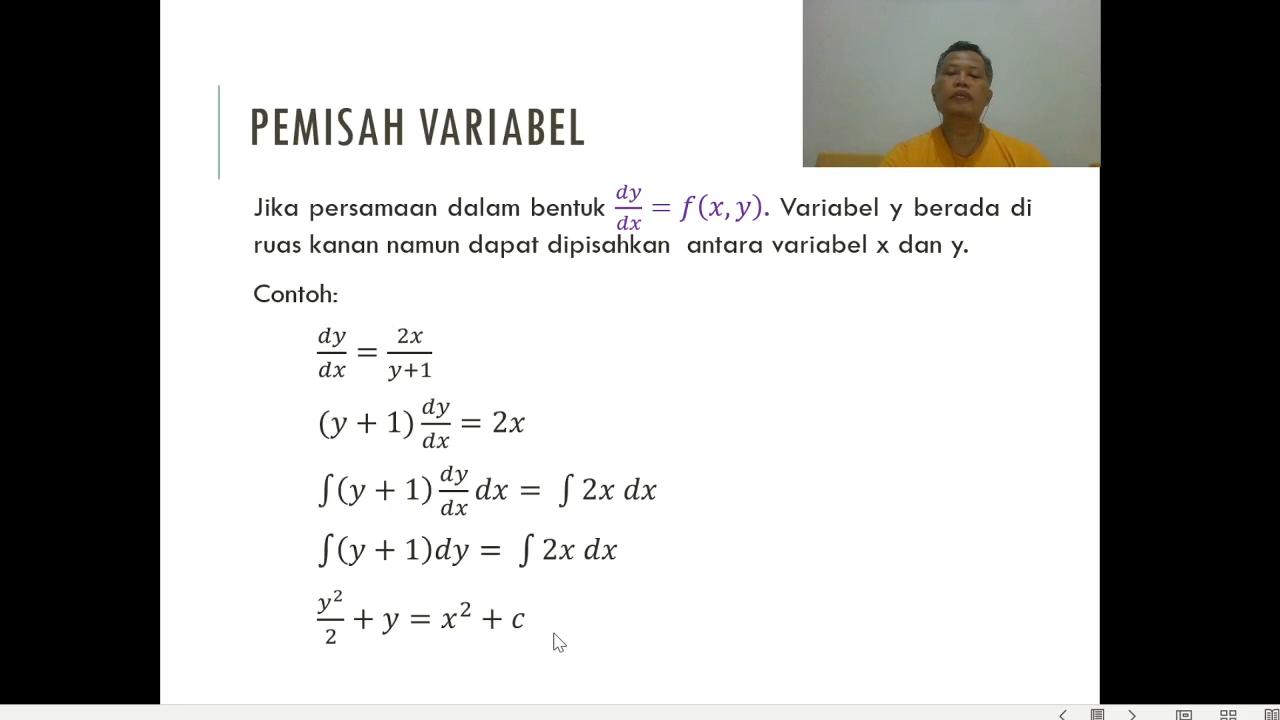 PEMISAH VARIABEL
Jika persamaan dalam bentuk dy/dx = f(x, y). Variabel y berada di
ruas kanan namun dapat dipisahkan antara variabel x dan y.
Contoh:
dy/dx = 2x/(y+1)
(y + 1) dy/dx = 2x
∫(y + 1) dy/dx dx = ∫ 2x dx
∫(y + 1)dy = ∫ 2x dx
y²/2 + y = x² + c